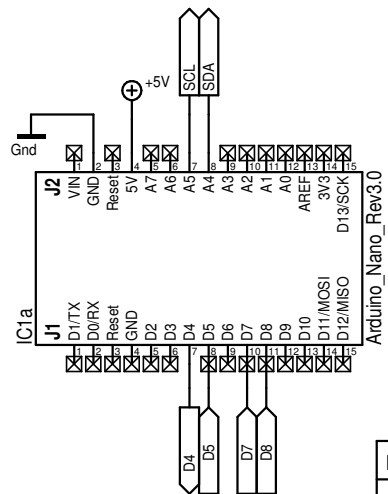 SCL
SDA
+5V
Gnd
1 2 3 4 5 6 7 8 9 10 11 12 13 14 15
J2
VIN
GND
Reset
5V
A7
A6
A5
A4
A3
A2
A1
A0
AREF
3V3
D13/SCK
IC1a
Arduino_Nano_Rev3.0
J1
D1/TX
D0/RX
Reset
GND
D2
D3
D4
D5
D6
D7
D8
D9
D10
D11/MOSI
D12/MISO
1 2 3 4 5 6 7 8 9 10 11 12 13 14 15
D4
D5
D7
D8